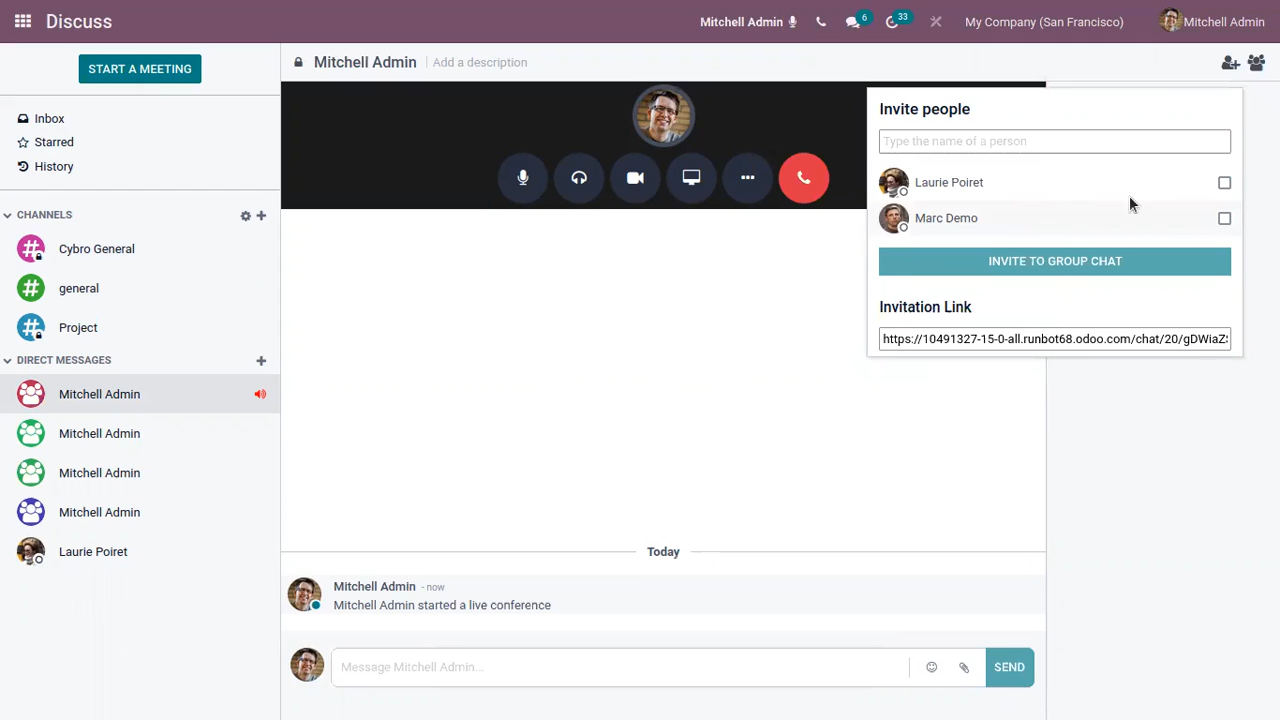 Discuss
Mitchell Admin
6
33
My Company (San Francisco)
Mitchell Admin
START A MEETING
Inbox
Starred
History
CHANNELS
Cybro General
general
Project
DIRECT MESSAGES
Mitchell Admin
Mitchell Admin
Mitchell Admin
Mitchell Admin
Laurie Poiret
Mitchell Admin
Add a description
Invite people
Type the name of a person
Laurie Poiret
Marc Demo
INVITE TO GROUP CHAT
Invitation Link
https://10491327-15-0-all.runbot68.odoo.com/chat/20/gDWiaZ
Today
Mitchell Admin - now
Mitchell Admin started a live conference
Message Mitchell Admin...
SEND